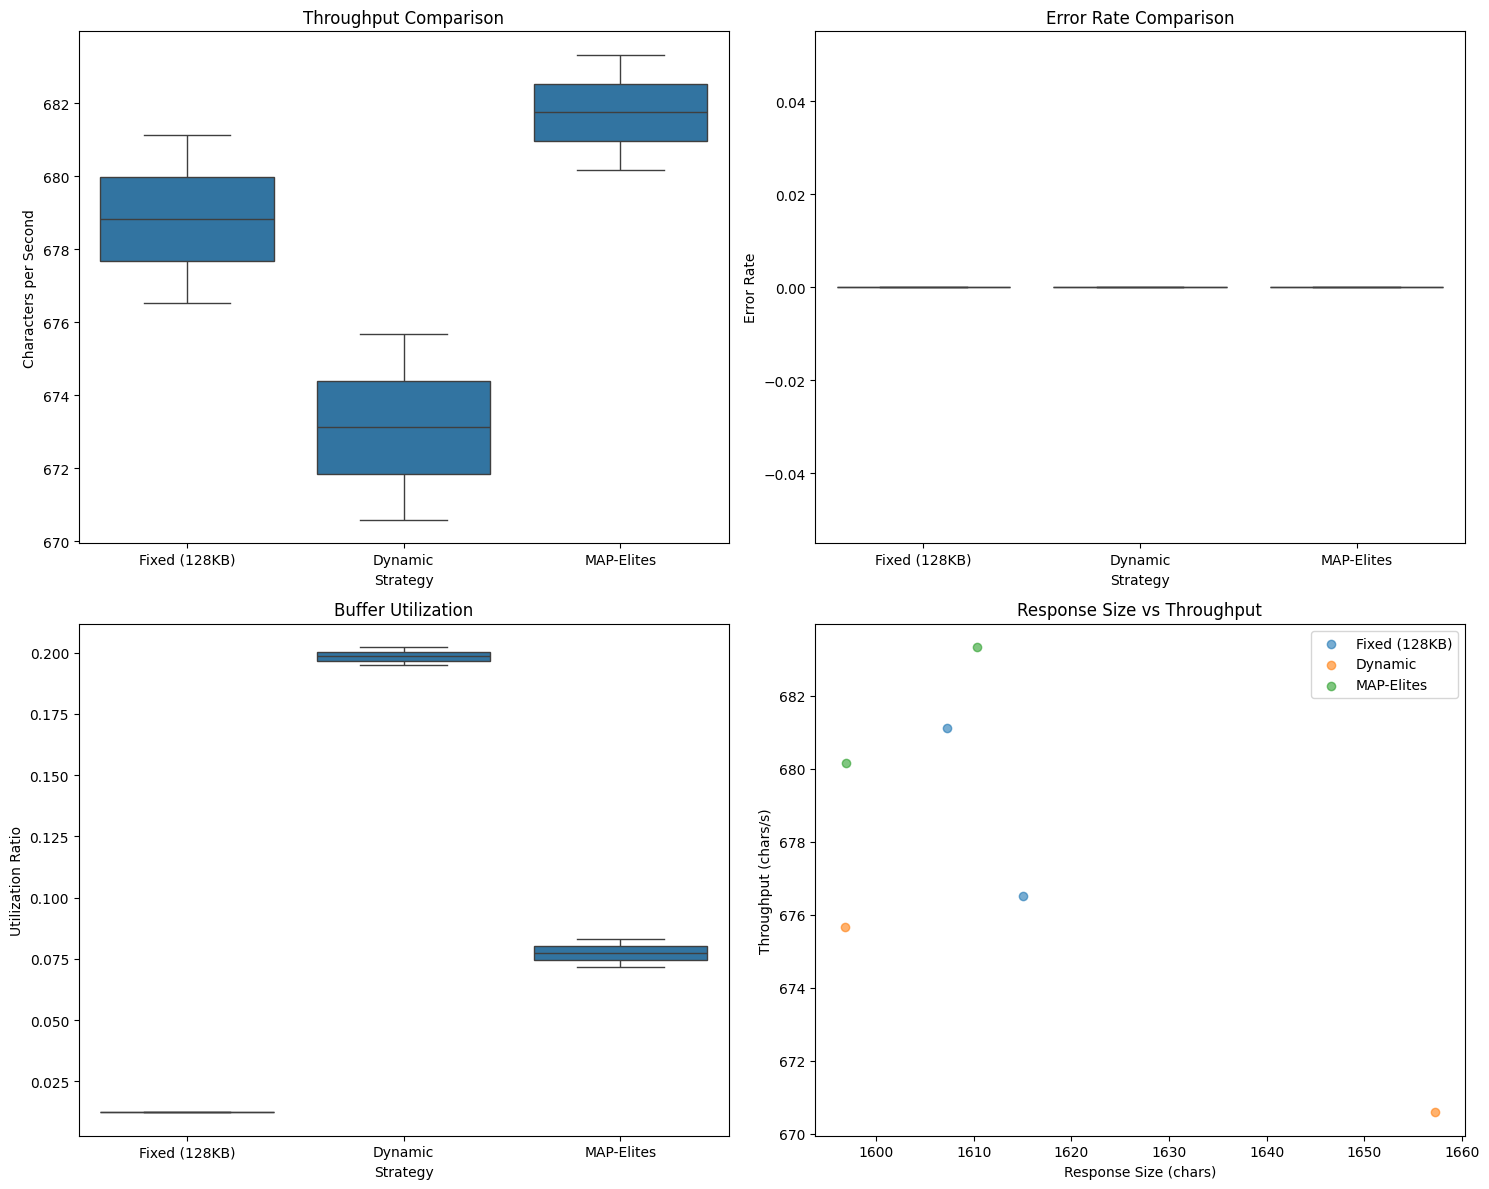 Throughput Comparison
Characters per Second
682
680
678
676
674
672
670
Fixed (128KB)
Dynamic
MAP-Elites
Strategy
Error Rate Comparison
Error Rate
0.04
0.02
0.00
−0.02
−0.04
Fixed (128KB)
Dynamic
MAP-Elites
Strategy
Buffer Utilization
Utilization Ratio
0.200
0.175
0.150
0.125
0.100
0.075
0.050
0.025
Fixed (128KB)
Dynamic
MAP-Elites
Strategy
Response Size vs Throughput
Fixed (128KB)
Dynamic
MAP-Elites
Throughput (chars/s)
682
680
678
676
674
672
670
1600
1610
1620
1630
1640
1650
1660
Response Size (chars)